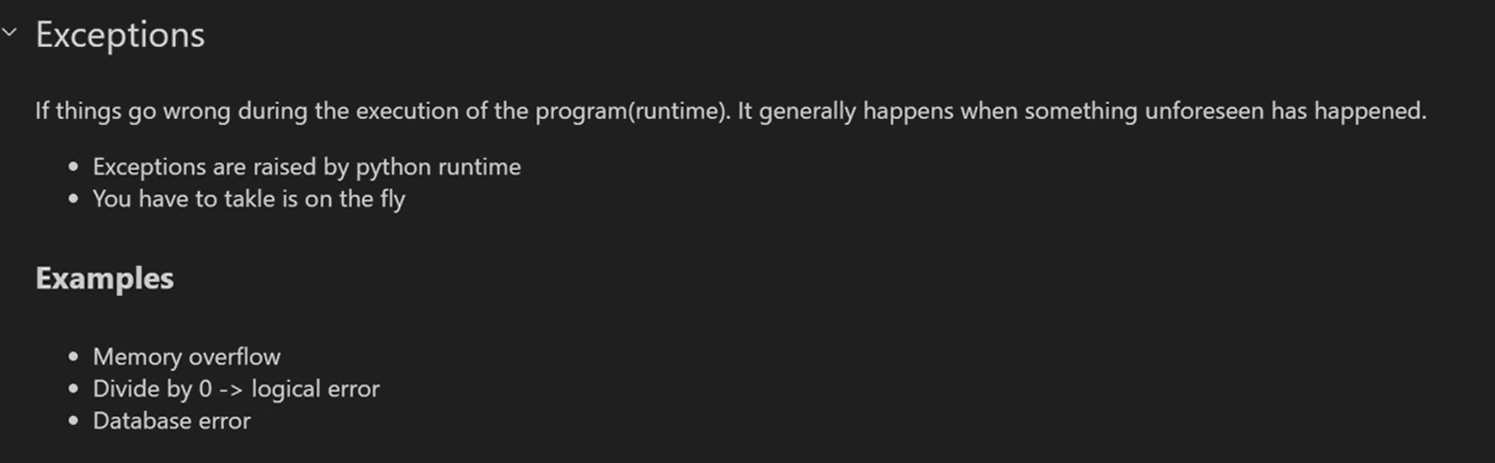 Exceptions
If things go wrong during the execution of the program(runtime). It generally happens when something unforeseen has happened.
• Exceptions are raised by python runtime
• You have to takle is on the fly
Examples
• Memory overflow
• Divide by 0 -> logical error
• Database error